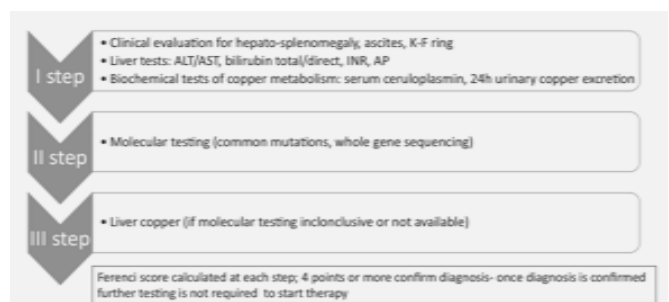 I step
• Clinical evaluation for hepato-splenomegaly, ascites, K-F ring
• Liver tests: ALT/AST, bilirubin total/direct, INR, AP
• Biochemical tests of copper metabolism: serum ceruloplasmin, 24h urinary copper excretion
II step
• Molecular testing (common mutations, whole gene sequencing)
III step
• Liver copper (if molecular testing inclonclusive or not available)
Ferenci score calculated at each step; 4 points or more confirm diagnosis- once diagnosis is confirmed
further testing is not required to start therapy